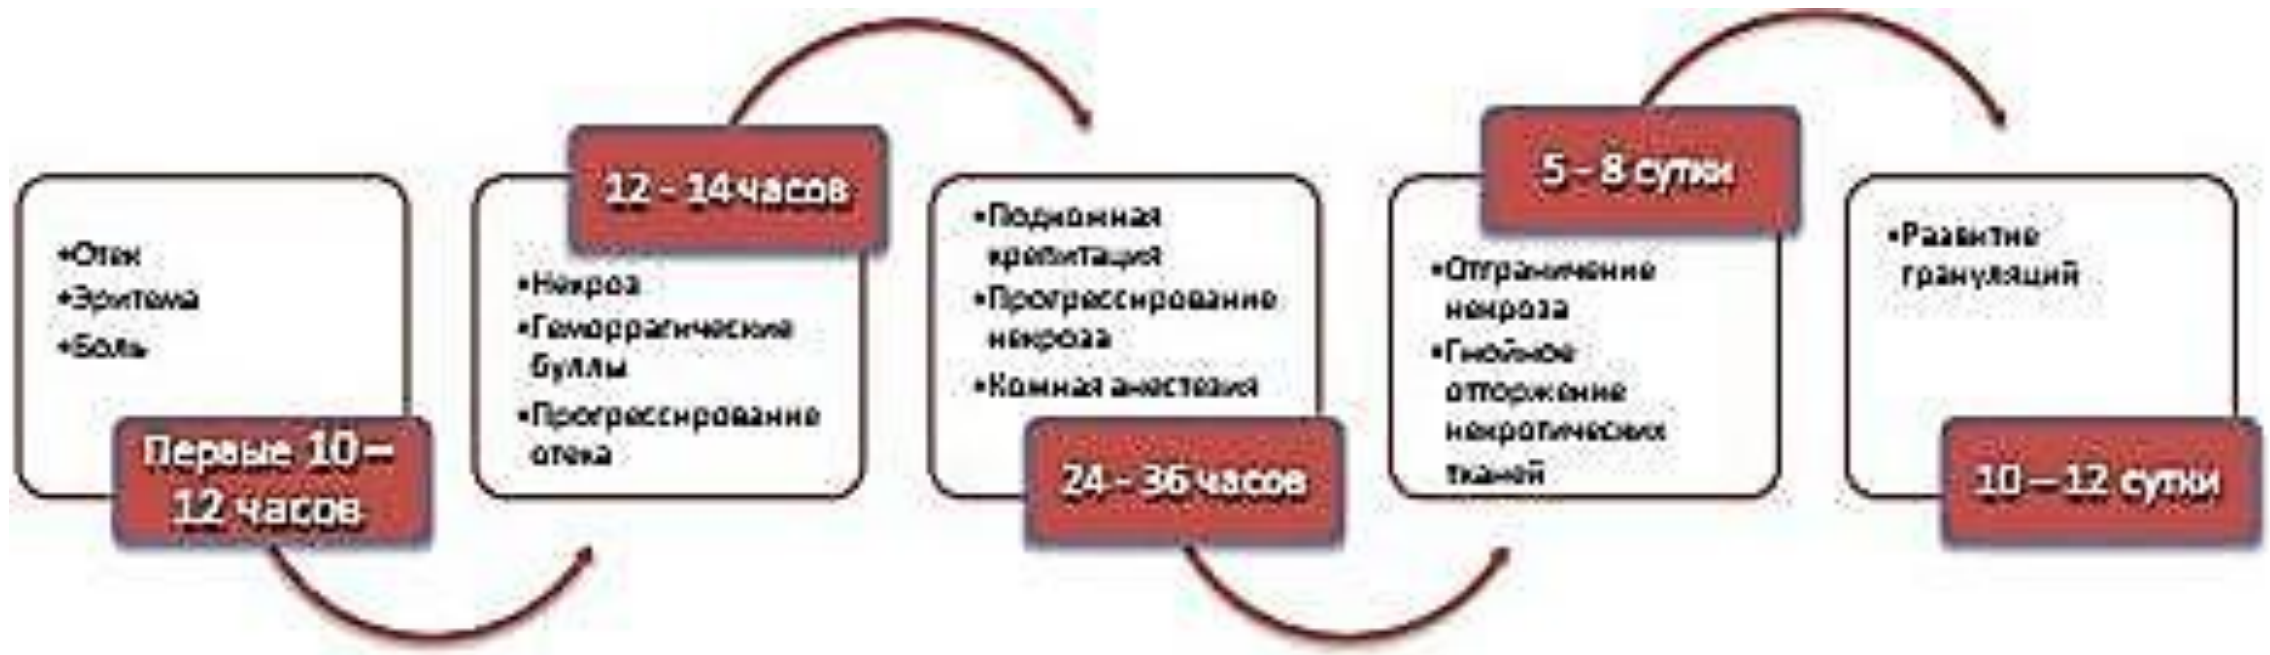 •Отек
•Эритема
•Боль
Первые 10 –
12 часов
12 - 14 часов
•Некроз
•Геморрагические
буллы
•Прогрессирование
отека
•Подкожная
крепитация
•Прогрессирование
некроза
•Кожная анестезия
24 - 36 часов
5 - 8 сутки
•Отграничение
некроза
•Гнойное
отторжение
некротических
тканей
•Развитие
грануляций
10 – 12 сутки